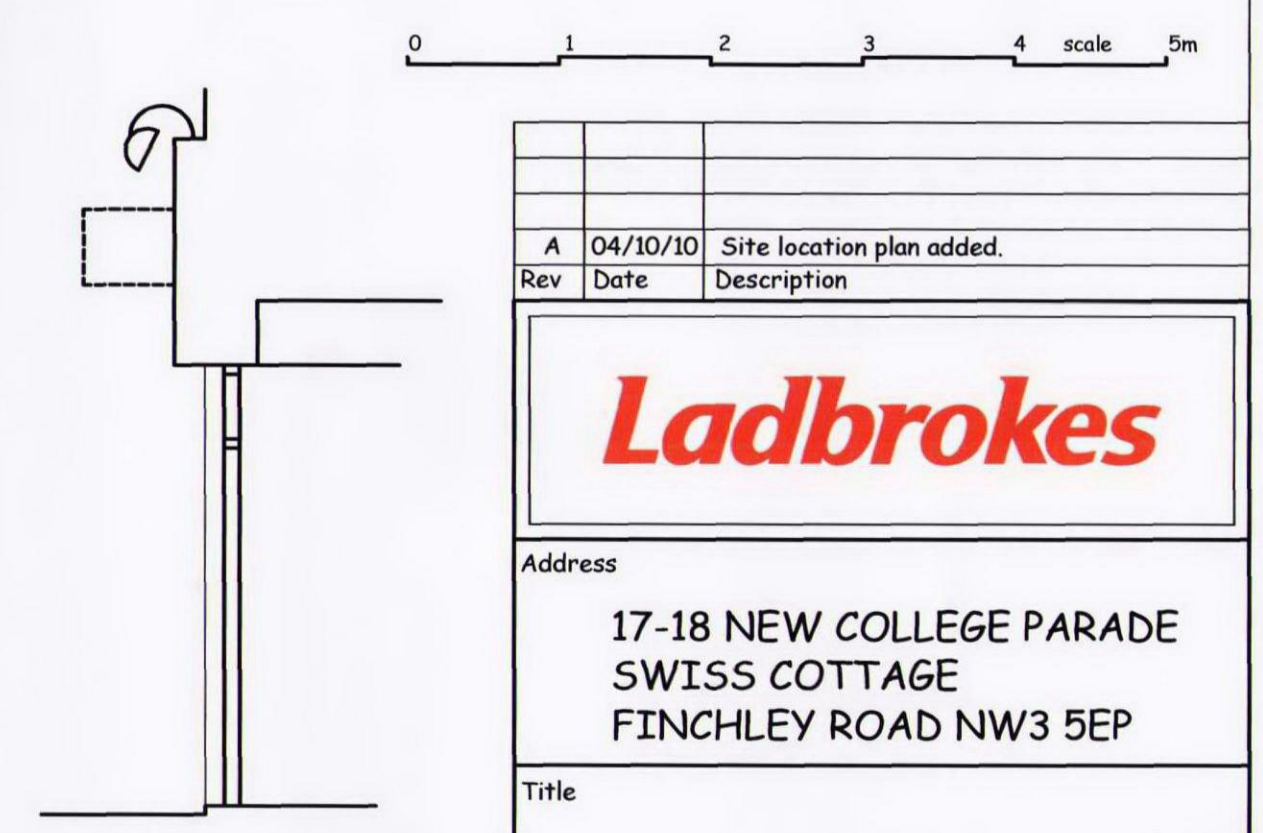 0 1 2 3 4 scale 5m
A 04/10/10 Site location plan added.
Rev Date Description
Ladbrokes
Address
17-18 NEW COLLEGE PARADE
SWISS COTTAGE
FINCHLEY ROAD NW3 5EP
Title